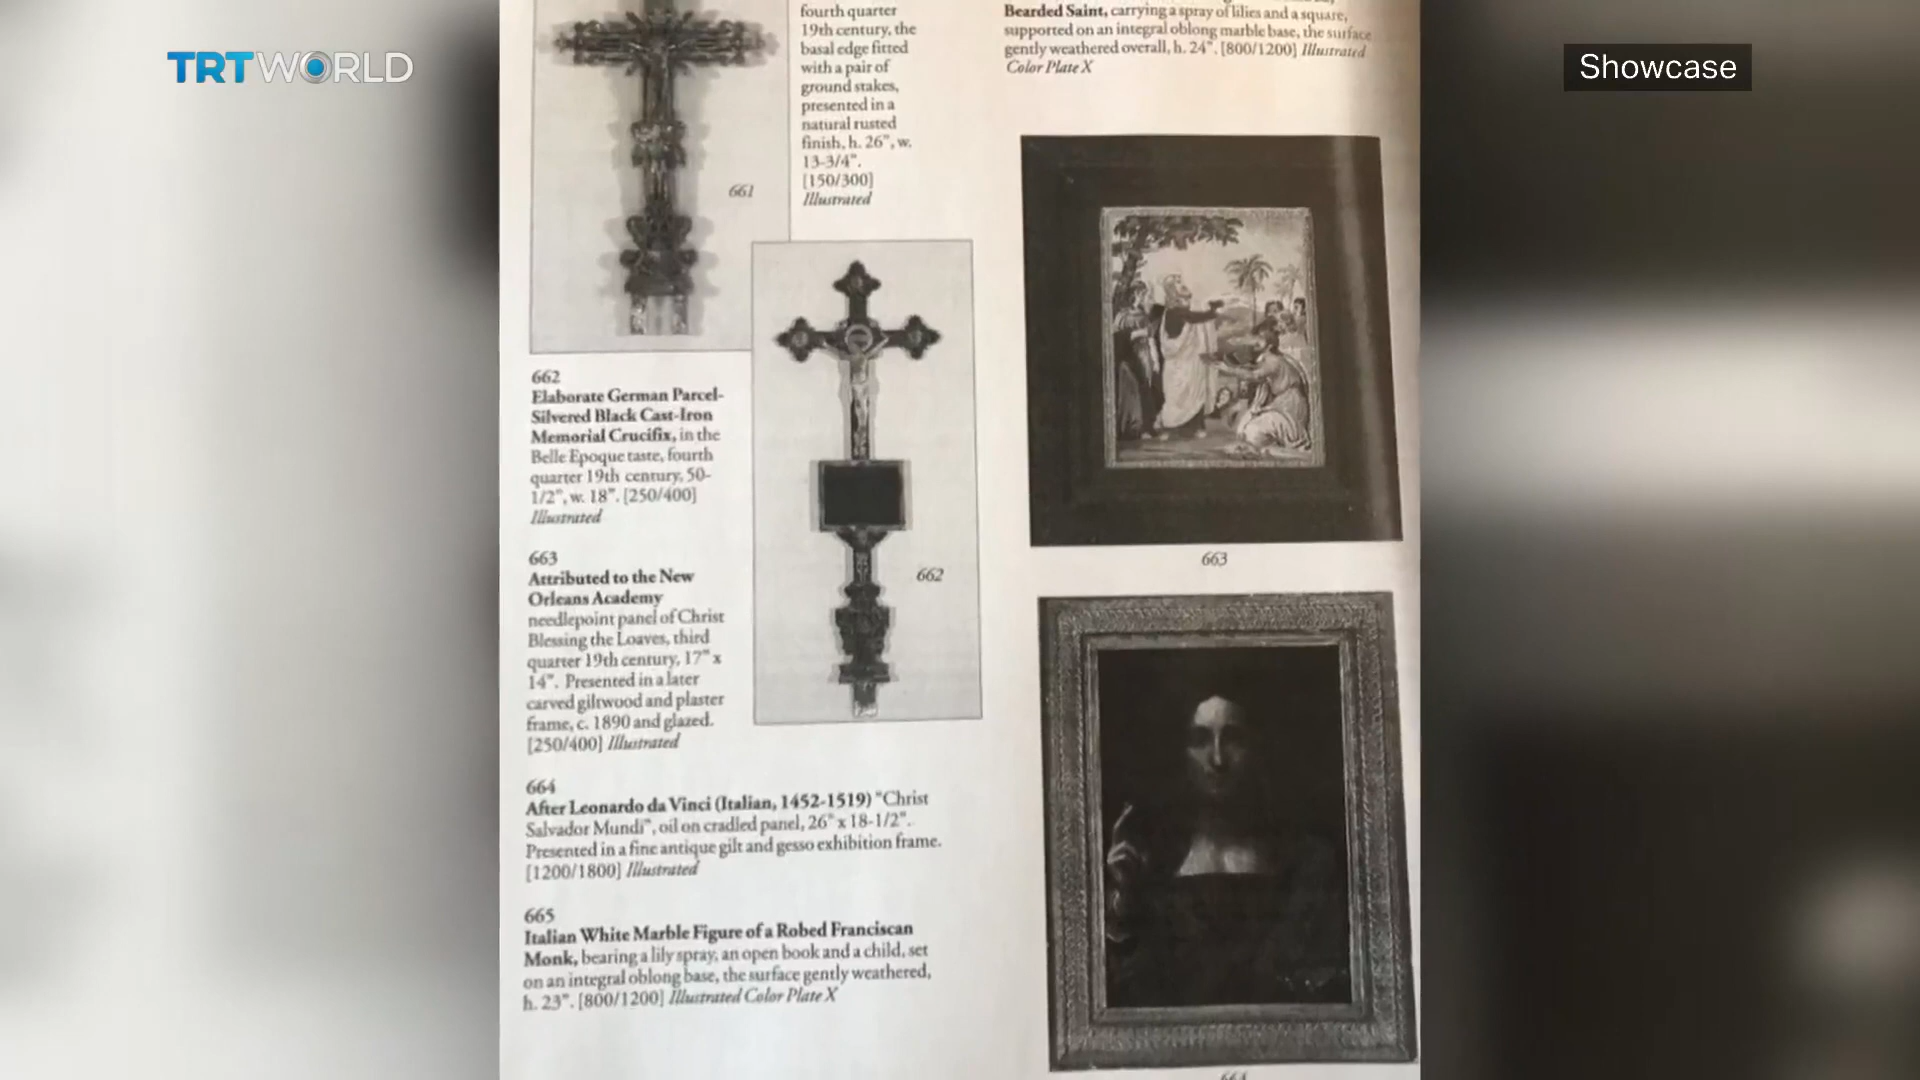 TRT WORLD
Showcase
fourth quarter
19th century, the
basal edge fitted
with a pair of
ground stakes,
presented in a
natural rusted
finish, h. 26", w.
13-3/4".
[150/300]
Illustrated
661
Bearded Saint, carrying a spray of lilies and a square,
supported on an integral oblong marble base, the surface
gently weathered overall, h. 24". [800/1200] Illustrated
Color Plate X
662
Elaborate German Parcel-
Silvered Black Cast-Iron
Memorial Crucifix, in the
Belle Epoque taste, fourth
quarter 19th century, 50-
1/2", w. 18". [250/400]
Illustrated
662
663
Attributed to the New
Orleans Academy
needlepoint panel of Christ
Blessing the Loaves, third
quarter 19th century, 17" x
14". Presented in a later
carved giltwood and plaster
frame, c. 1890 and glazed.
[250/400] Illustrated
663
664
After Leonardo da Vinci (Italian, 1452-1519) "Christ
Salvador Mundi", oil on cradled panel, 26" x 18-1/2".
Presented in a fine antique gilt and gesso exhibition frame.
[1200/1800] Illustrated
665
Italian White Marble Figure of a Robed Franciscan
Monk, bearing a lily spray, an open book and a child, set
on an integral oblong base, the surface gently weathered,
h. 23". [800/1200] Illustrated Color Plate X
664